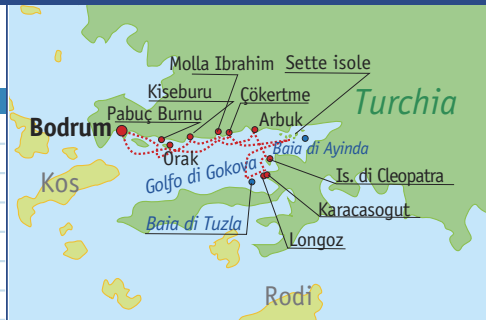 Molla Ibrahim
Sette isole
Kiseburu
Çökertme
Turchia
Pabuç Burnu
Arbuk
Bodrum
Baia di Ayinda
Orak
Golfo di Gokova
Is. di Cleopatra
Kos
Karacasogut
Baia di Tuzla
Longoz
Rodi